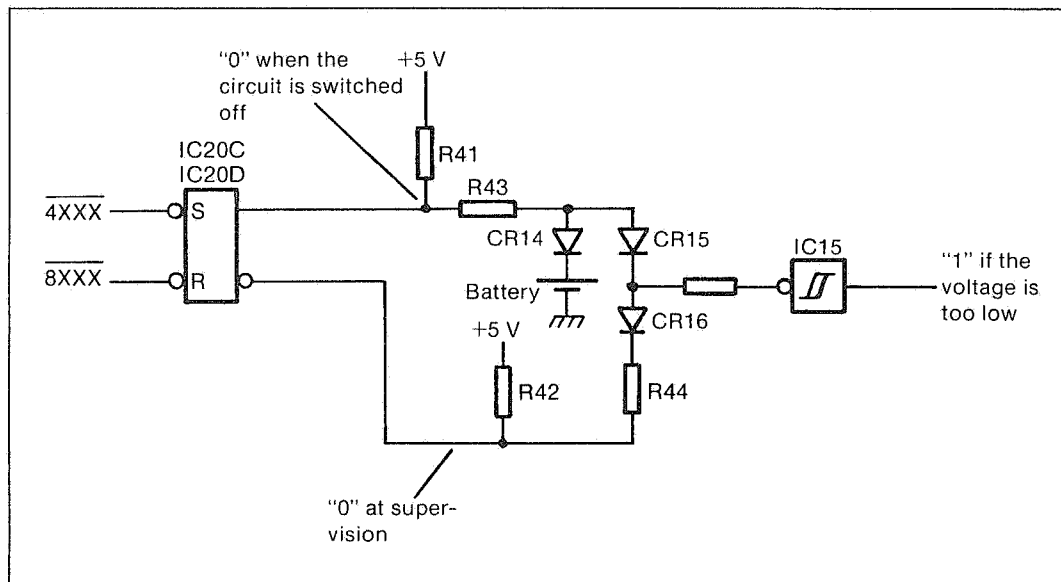 “0” when the
circuit is switched
off
+5 V
IC20C
IC20D
R41
R43
4XXX
S
CR14
CR15
IC15
“1” if the
voltage is
too low
8XXX
R
Battery
CR16
+5 V
R42
R44
“0” at super-
vision